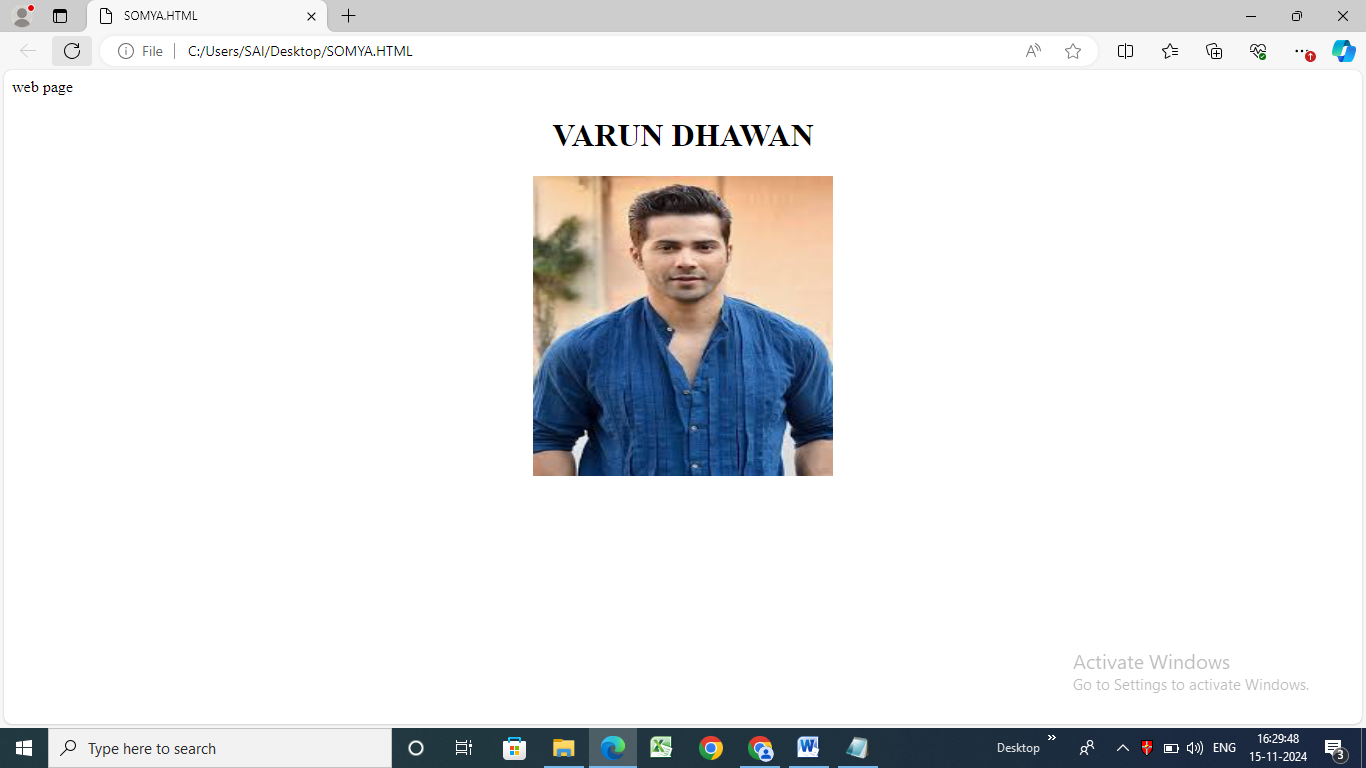 SOMYA.HTML
File
C:/Users/SAI/Desktop/SOMYA.HTML
web page
VARUN DHAWAN
Activate Windows
Go to Settings to activate Windows.
Type here to search
Desktop
ENG
16:29:48
15-11-2024
3